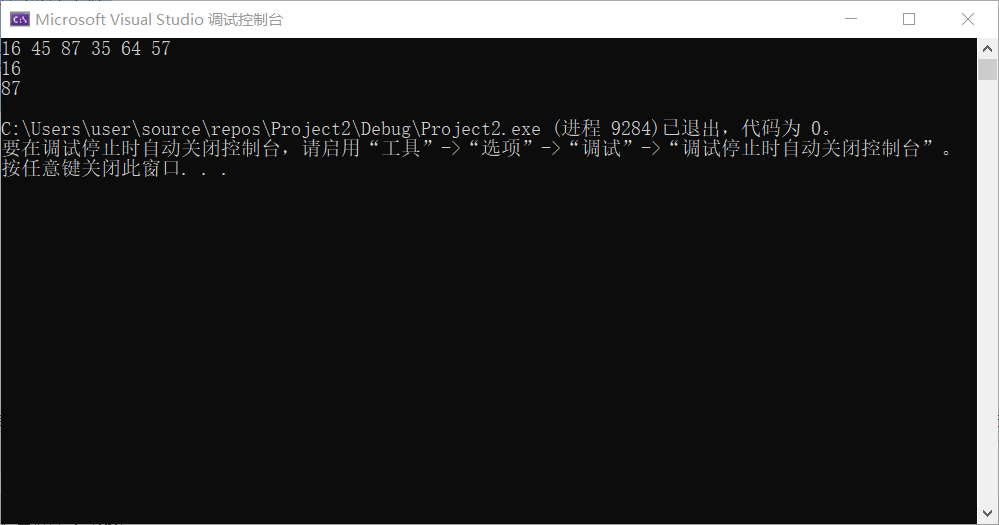 Microsoft Visual Studio 调试控制台
16 45 87 35 64 57
16
87
C:\Users\user\source\repos\Project2\Debug\Project2.exe (进程 9284)已退出，代码为 0。
要在调试停止时自动关闭控制台，请启用“工具”->“选项”->“调试”->“调试停止时自动关闭控制台”。
按任意键关闭此窗口. . .